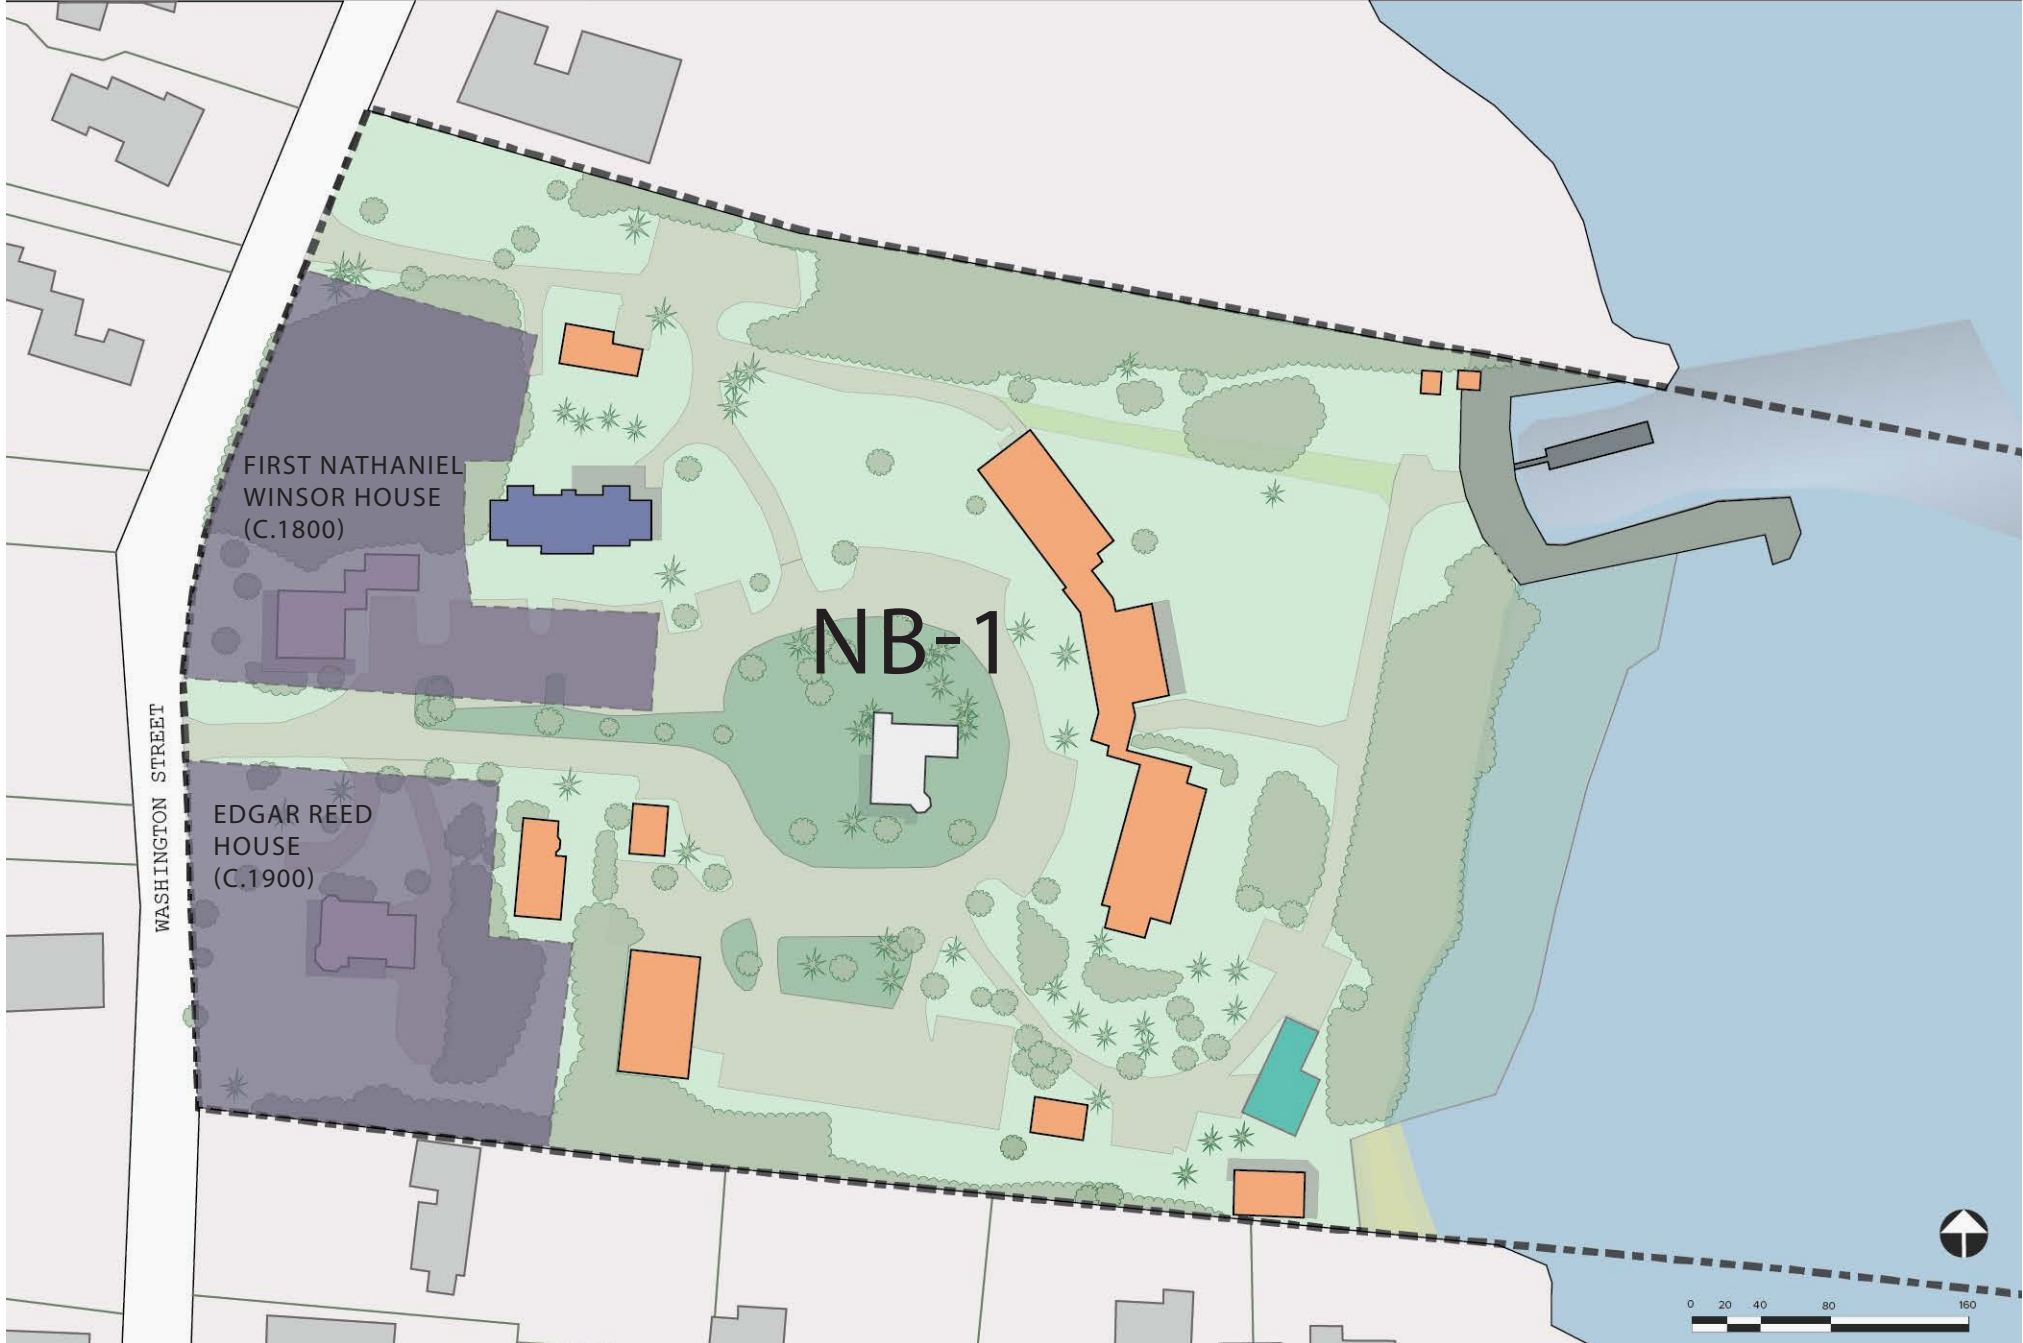 FIRST NATHANIEL
WINSOR HOUSE
(C.1800)
NB-1
WASHINGTON STREET
EDGAR REED
HOUSE
(C.1900)
0 20 40 80 160